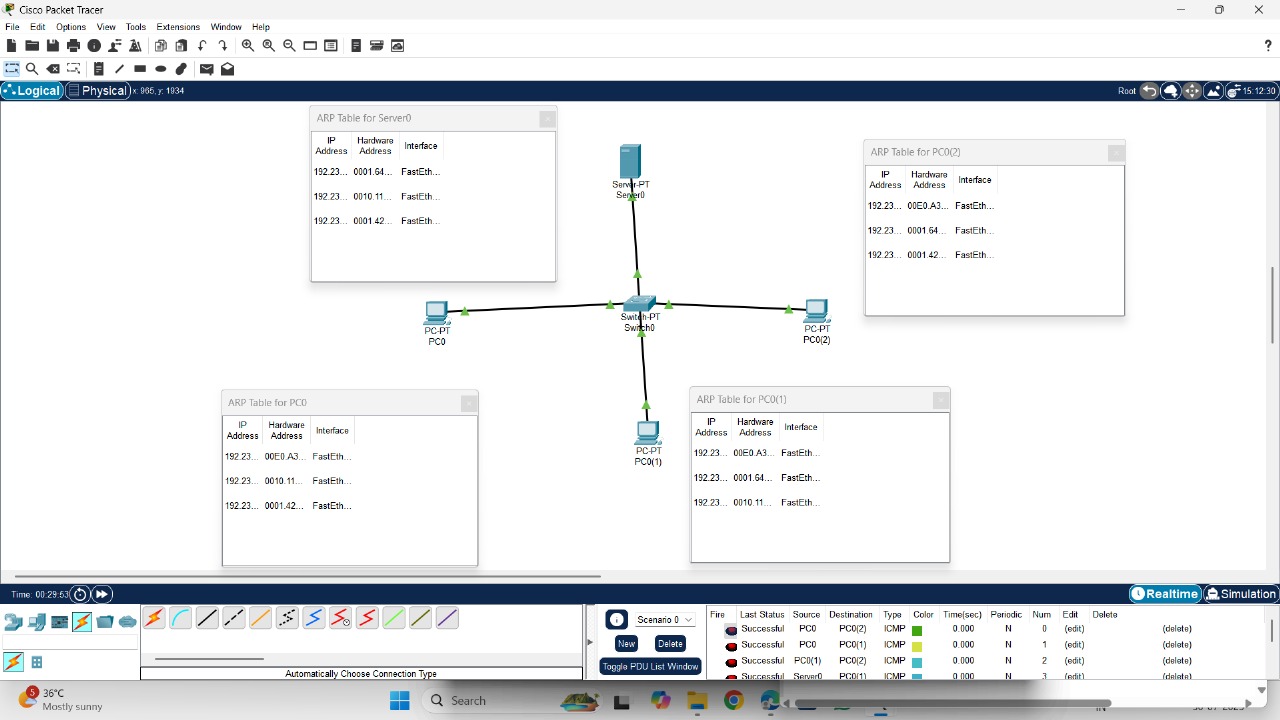 Cisco Packet Tracer
File Edit Options View Tools Extensions Window Help
?
Logical Physical x: 965, y: 1934 Root 15:12:30
ARP Table for Server0
IP Address Hardware Address Interface
192.23... 0001.64... FastEth...
192.23... 0010.11... FastEth...
192.23... 0001.42... FastEth...
Server-PT
Server0
ARP Table for PC0(2)
IP Address Hardware Address Interface
192.23... 00E0.A3... FastEth...
192.23... 0001.64... FastEth...
192.23... 0001.42... FastEth...
PC-PT
PC0
Switch-PT
Switch0
PC-PT
PC0(2)
ARP Table for PC0
IP Address Hardware Address Interface
192.23... 00E0.A3... FastEth...
192.23... 0010.11... FastEth...
192.23... 0001.42... FastEth...
PC-PT
PC0(1)
ARP Table for PC0(1)
IP Address Hardware Address Interface
192.23... 00E0.A3... FastEth...
192.23... 0001.64... FastEth...
192.23... 0010.11... FastEth...
Time: 00:29:53 Realtime Simulation
Scenario 0
New Delete
Toggle PDU List Window
Automatically Choose Connection Type
Fire Last Status Source Destination Type Color Time(sec) Periodic Num Edit Delete
Successful PC0 PC0(2) ICMP 0.000 N 0 (edit) (delete)
Successful PC0 PC0(1) ICMP 0.000 N 1 (edit) (delete)
Successful PC0(1) PC0(2) ICMP 0.000 N 2 (edit) (delete)
Successful Server0 PC0(1) ICMP 0.000 N 3 (edit) (delete)
5
36°C
Mostly sunny
Search